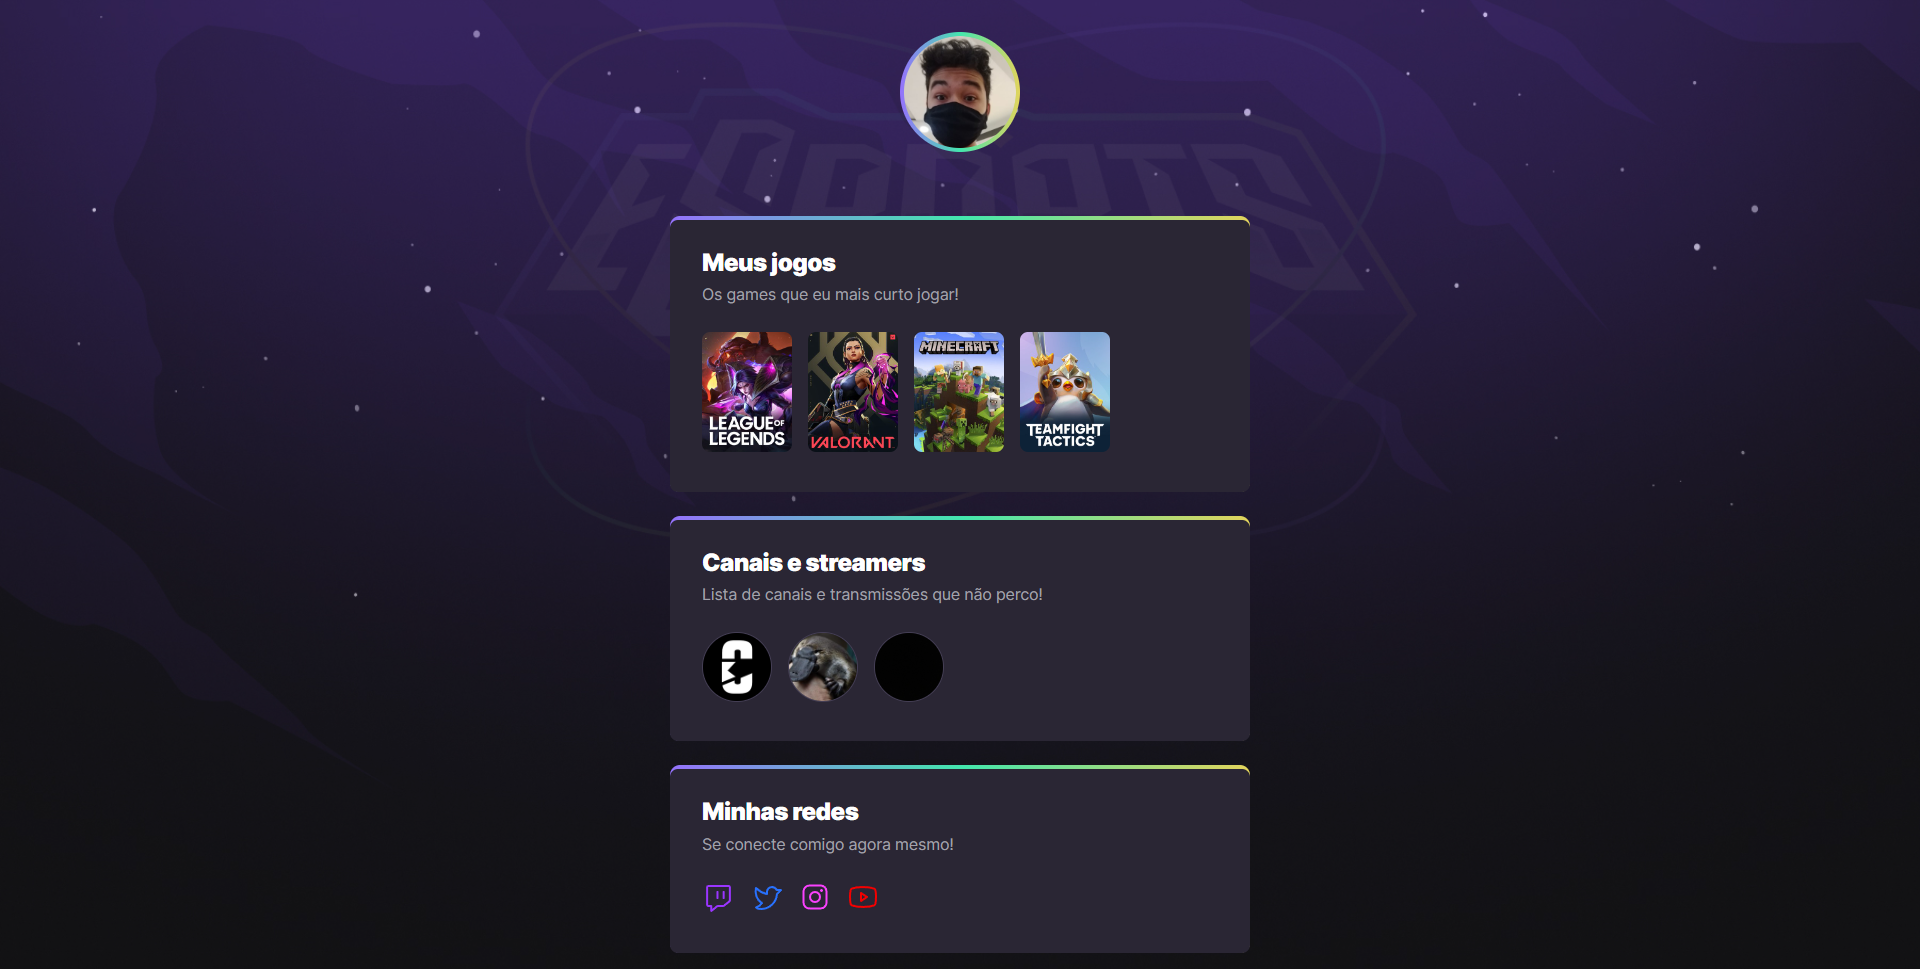 ESPORTS
Meus jogos
Os games que eu mais curto jogar!
LEAGUE OF
LEGENDS
VALORANT
MINECRAFT
TEAMFIGHT
TACTICS
Canais e streamers
Lista de canais e transmissões que não perco!
Minhas redes
Se conecte comigo agora mesmo!